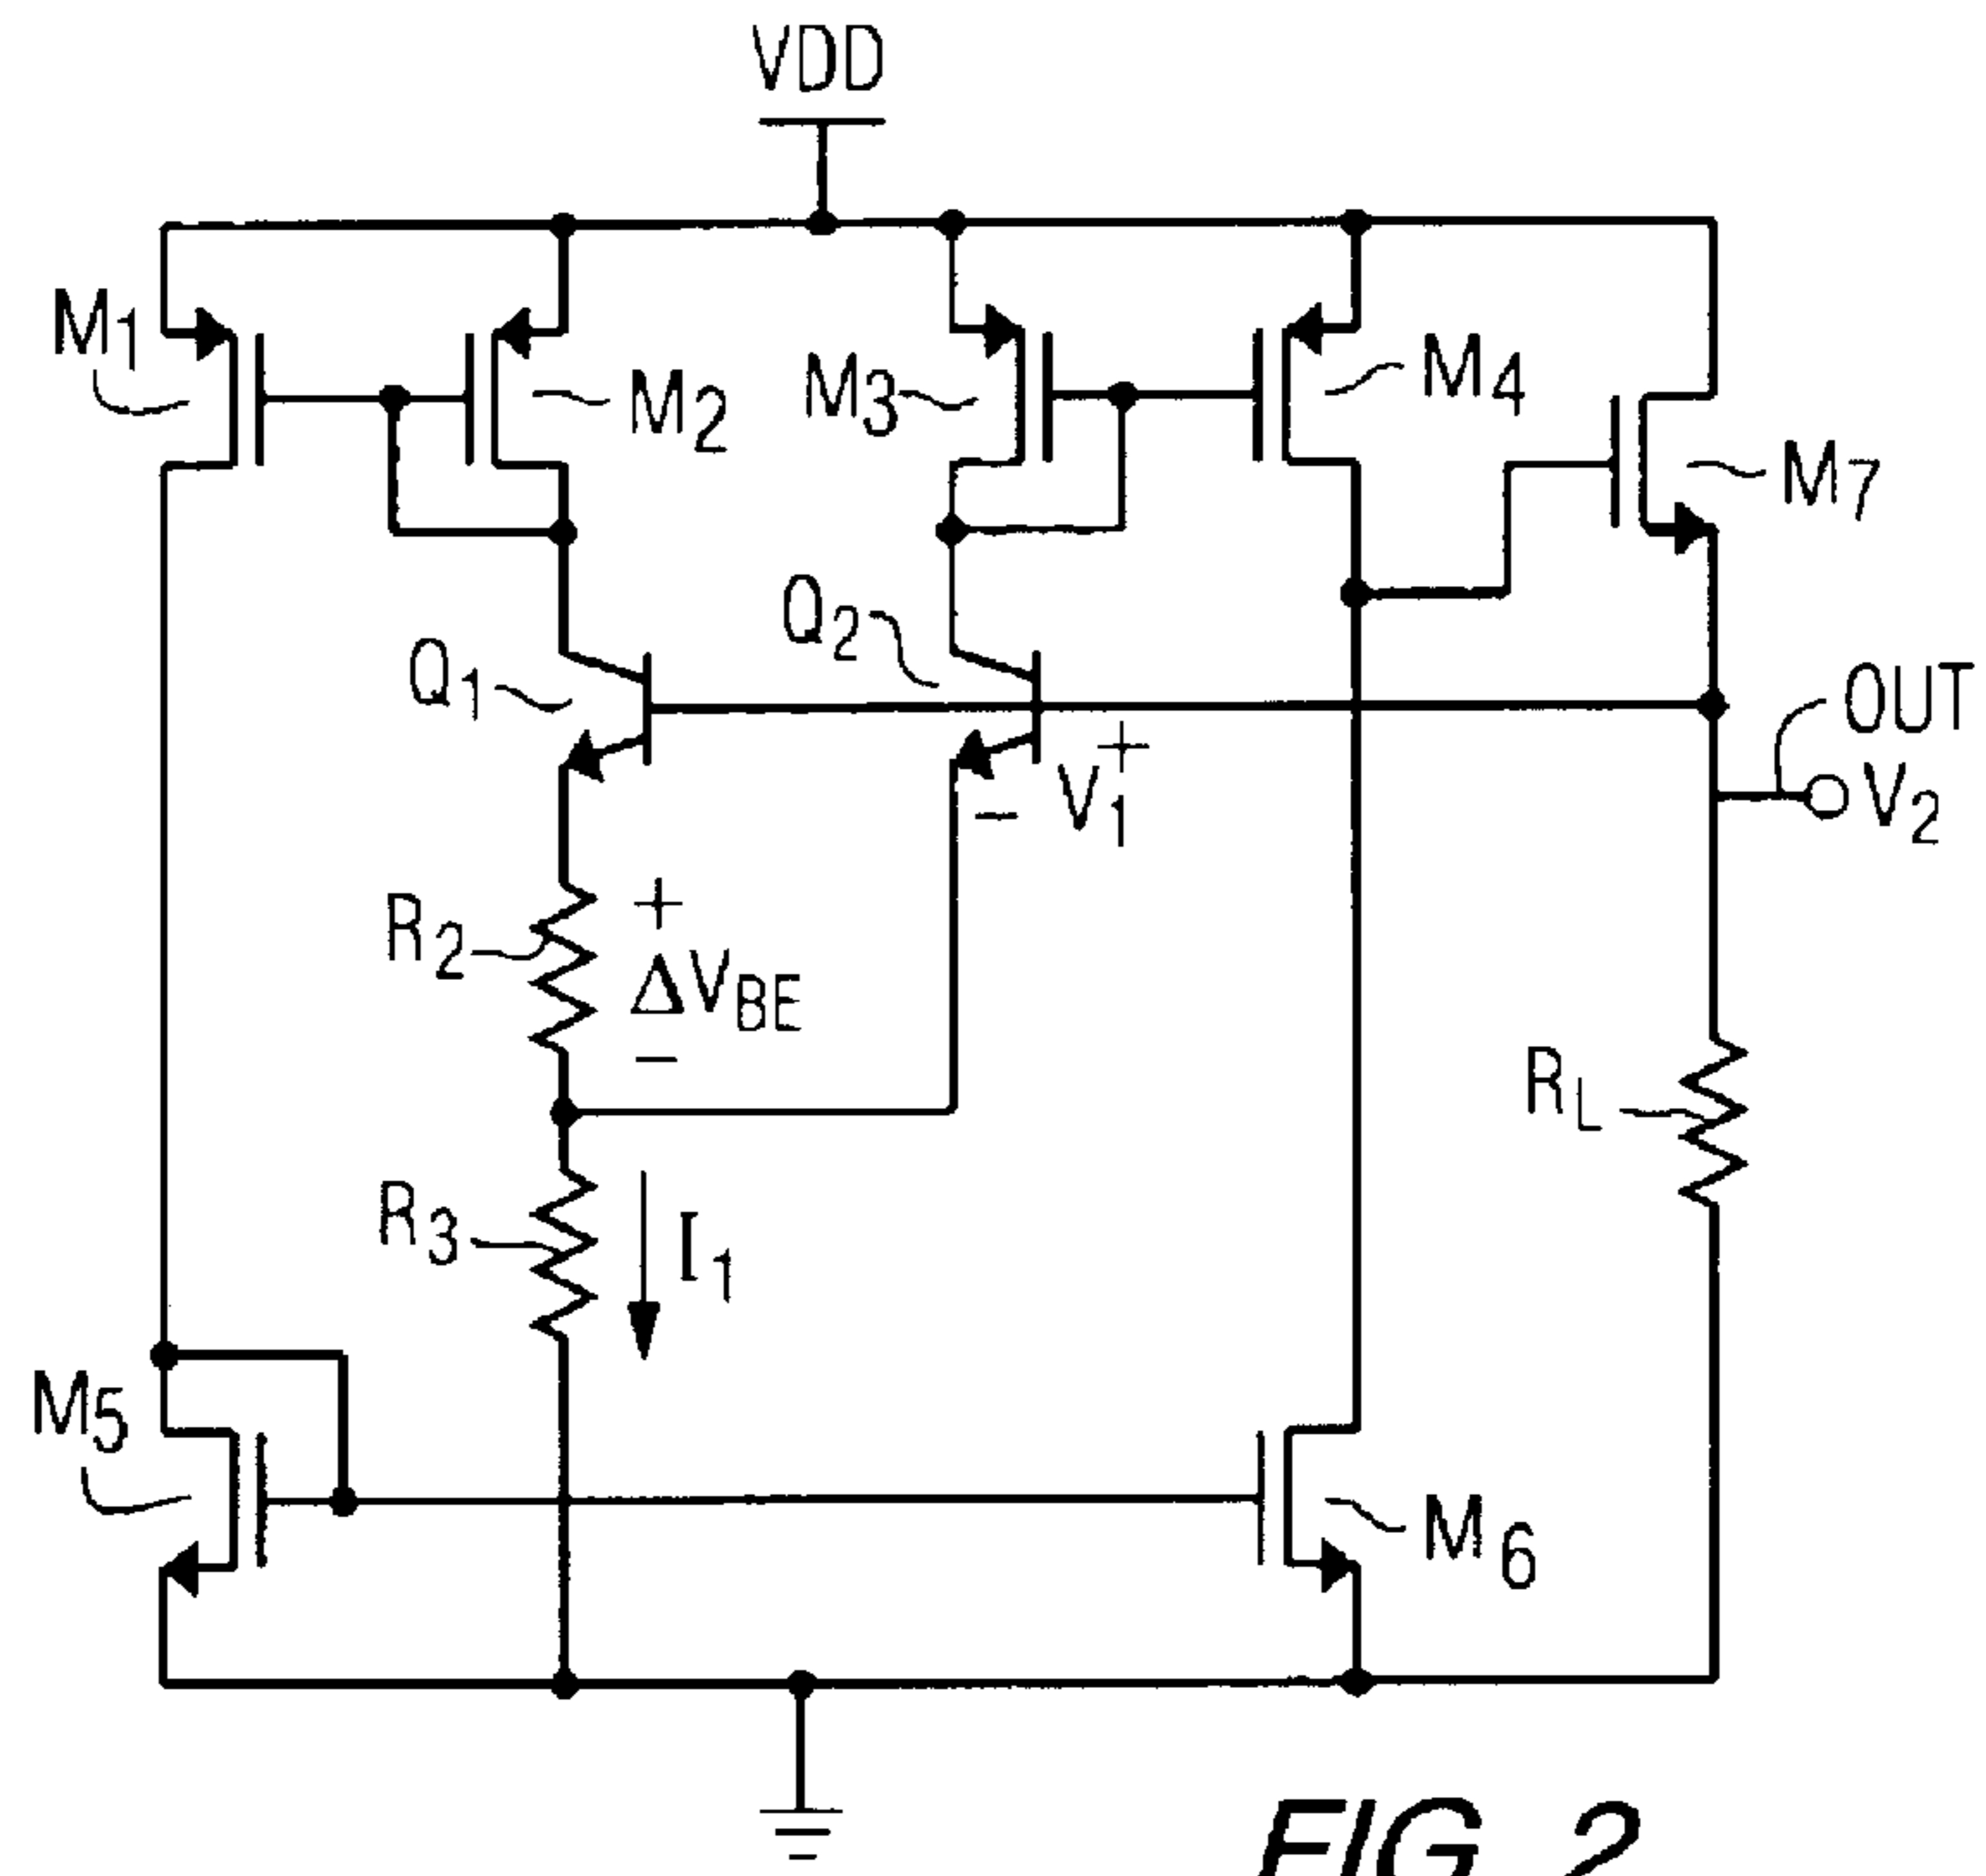 VDD
M1
M2
M3
M4
M7
Q1
Q2
OUT
+
V1
-
V2
R2
+
ΔVBE
-
RL
R3
I1
M5
M6
FIG. 2